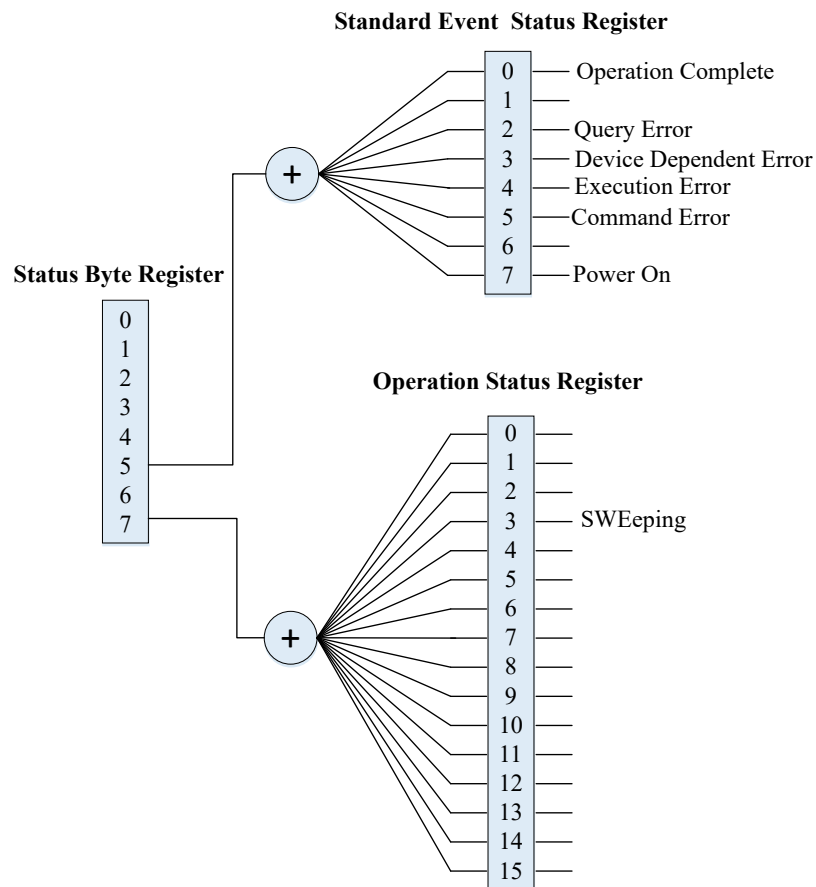 Standard Event Status Register
0 Operation Complete
1
2 Query Error
3 Device Dependent Error
4 Execution Error
5 Command Error
6
7 Power On
+
Status Byte Register
0
1
2
3
4
5
6
7
Operation Status Register
0
1
2
3 SWEeping
4
5
6
7
8
9
10
11
12
13
14
15
+